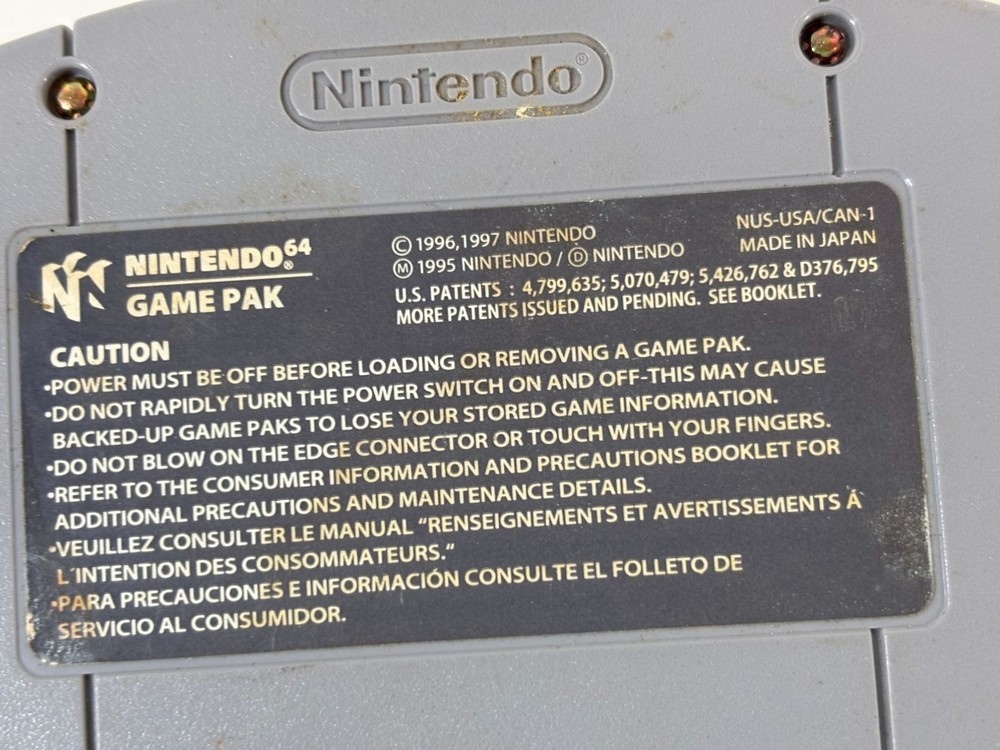 Nintendo®
NINTENDO64®
GAME PAK
© 1996,1997 NINTENDO
Ⓜ 1995 NINTENDO / Ⓓ NINTENDO
NUS-USA/CAN-1
MADE IN JAPAN
U.S. PATENTS : 4,799,635; 5,070,479; 5,426,762 & D376,795
MORE PATENTS ISSUED AND PENDING. SEE BOOKLET.
CAUTION
•POWER MUST BE OFF BEFORE LOADING OR REMOVING A GAME PAK.
•DO NOT RAPIDLY TURN THE POWER SWITCH ON AND OFF-THIS MAY CAUSE
BACKED-UP GAME PAKS TO LOSE YOUR STORED GAME INFORMATION.
•DO NOT BLOW ON THE EDGE CONNECTOR OR TOUCH WITH YOUR FINGERS.
•REFER TO THE CONSUMER INFORMATION AND PRECAUTIONS BOOKLET FOR
ADDITIONAL PRECAUTIONS AND MAINTENANCE DETAILS.
•VEUILLEZ CONSULTER LE MANUAL “RENSEIGNEMENTS ET AVERTISSEMENTS Á
L´INTENTION DES CONSOMMATEURS.”
•PARA PRECAUCIONES E INFORMACIÓN CONSULTE EL FOLLETO DE
SERVICIO AL CONSUMIDOR.